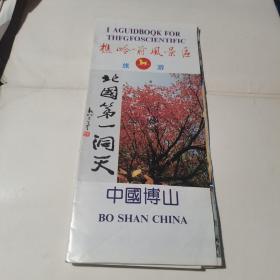 I AGUIDBOOK FOR
THFGFOSCIENTIFIC
樵岭前风景区
旅游
北國第一洞天
中國博山
BO SHAN CHINA